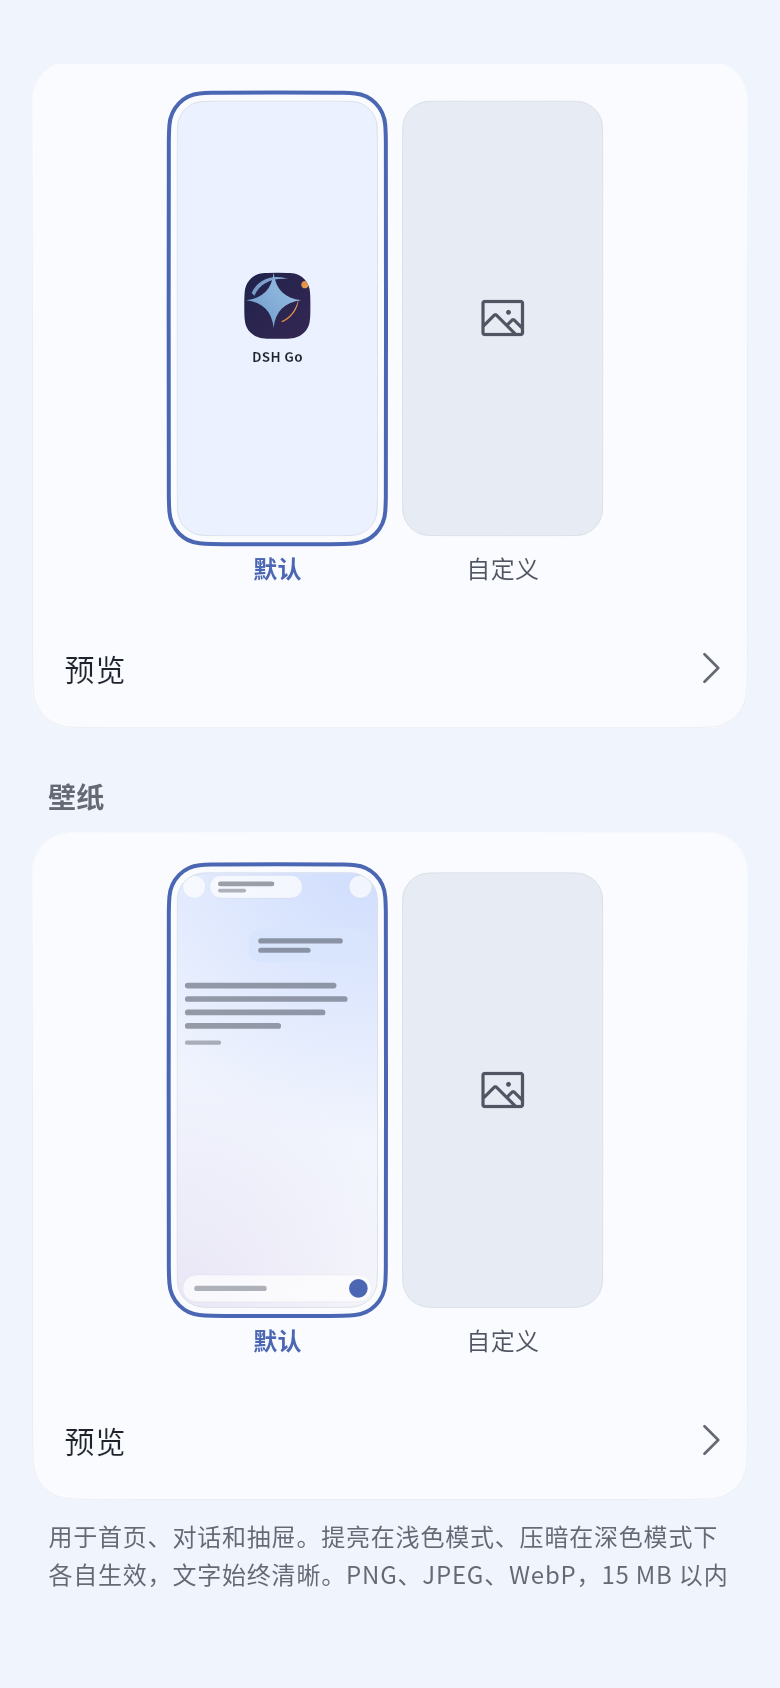 DSH Go
默认
自定义
预览
壁纸
默认
自定义
预览
用于首页、对话和抽屉。提亮在浅色模式、压暗在深色模式下
各自生效，文字始终清晰。PNG、JPEG、WebP，15 MB 以内